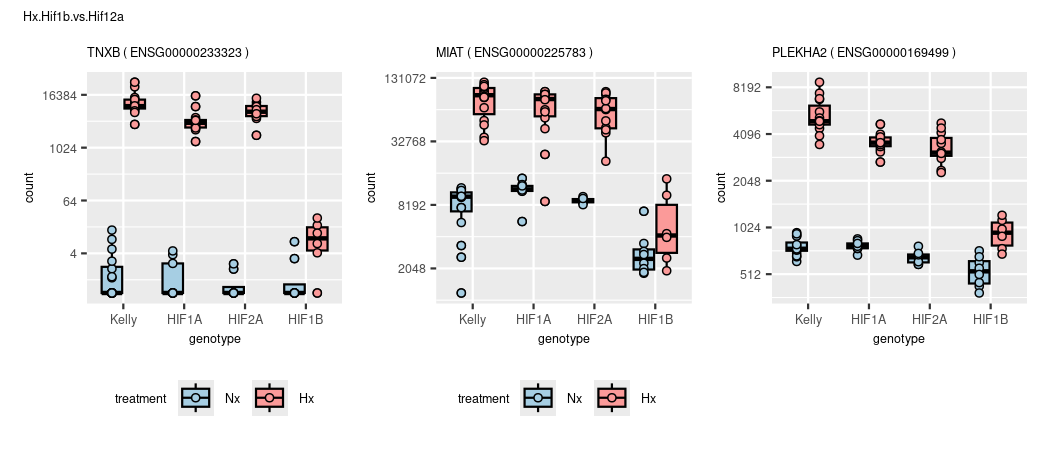 Hx.Hif1b.vs.Hif12a
TNXB ( ENSG00000233323 )
16384
1024
64
4
count
Kelly HIF1A HIF2A HIF1B
genotype
treatment Nx Hx
MIAT ( ENSG00000225783 )
131072
32768
8192
2048
count
Kelly HIF1A HIF2A HIF1B
genotype
treatment Nx Hx
PLEKHA2 ( ENSG00000169499 )
8192
4096
2048
1024
512
count
Kelly HIF1A HIF2A HIF1B
genotype